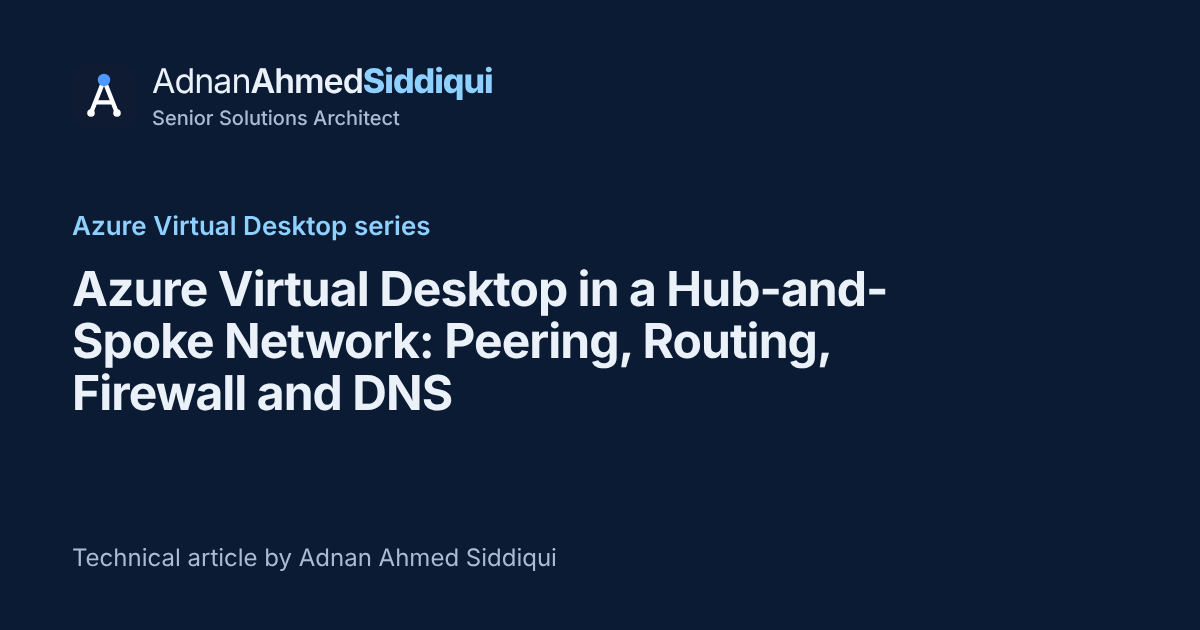 AdnanAhmedSiddiqui
Senior Solutions Architect
Azure Virtual Desktop series
Azure Virtual Desktop in a Hub-and-
Spoke Network: Peering, Routing,
Firewall and DNS
Technical article by Adnan Ahmed Siddiqui